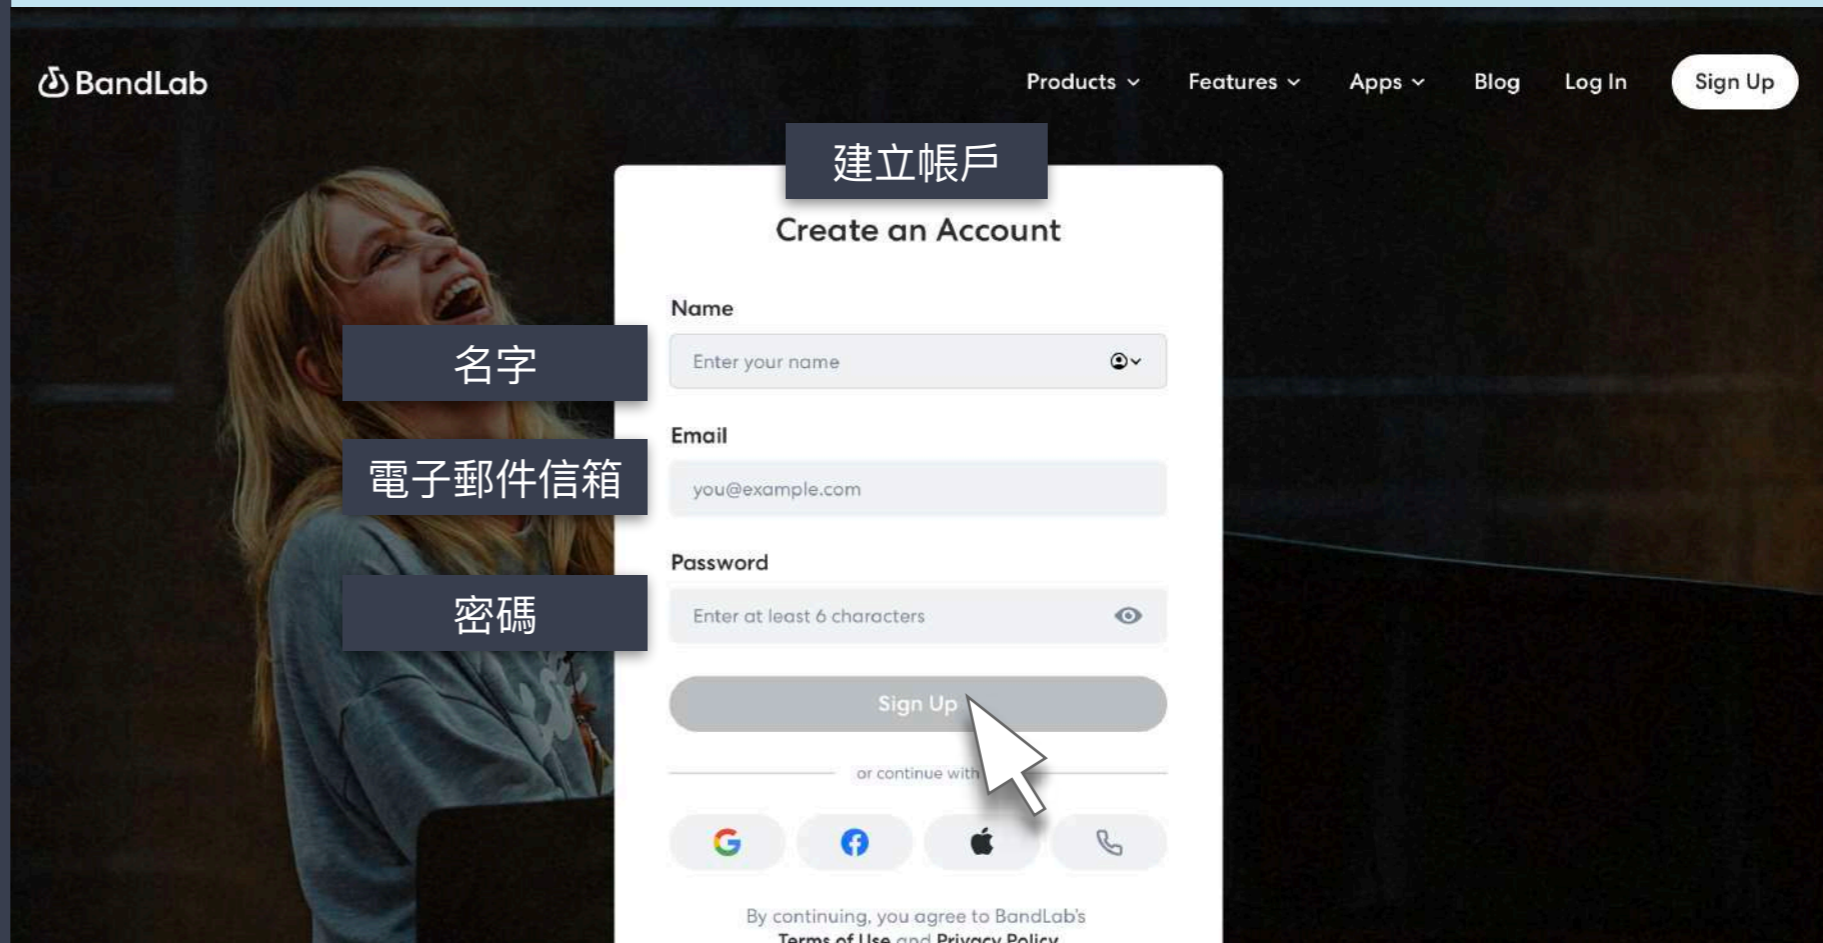 BandLab
Products Features Apps Blog Log In Sign Up
建立帳戶
Create an Account
Name
名字
Enter your name
Email
電子郵件信箱
you@example.com
Password
密碼
Enter at least 6 characters
Sign Up
or continue with
By continuing, you agree to BandLab's
Terms of Use and Privacy Policy